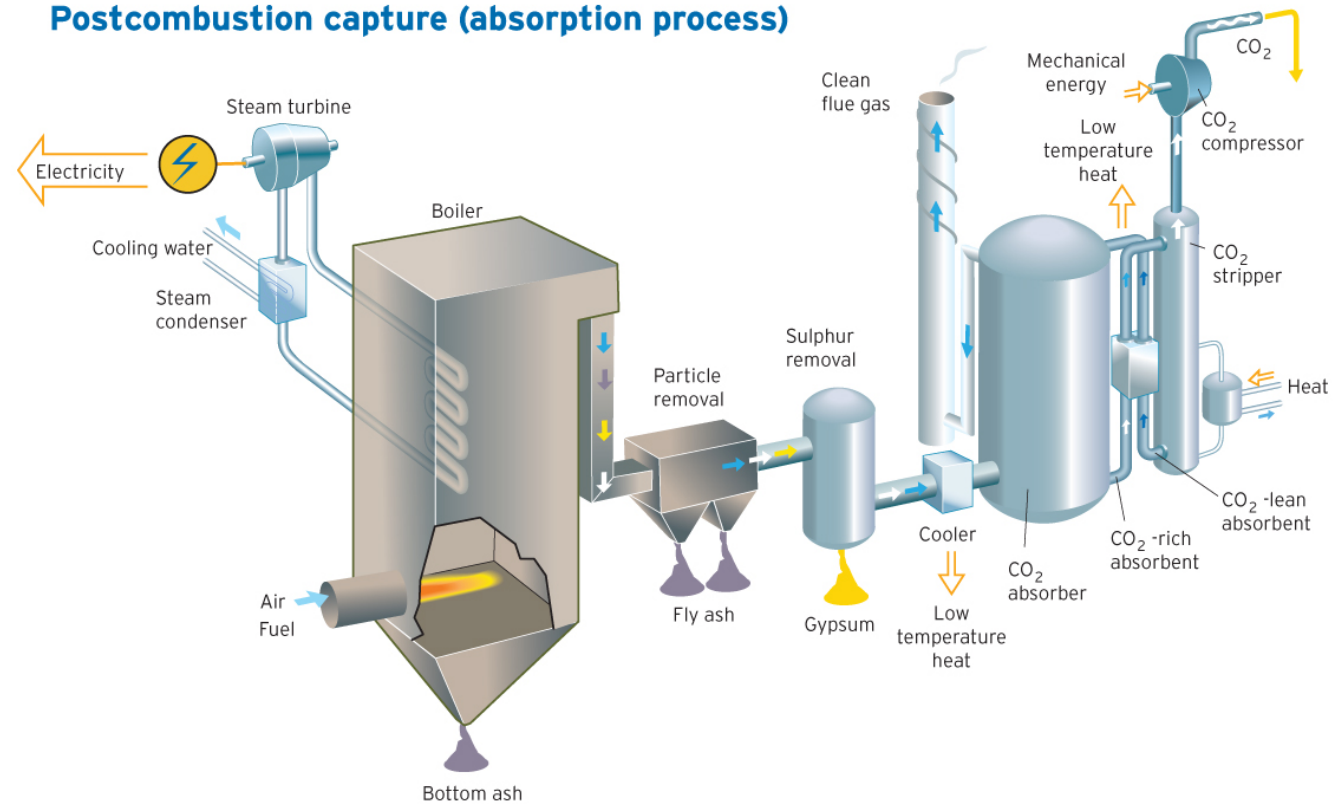 Postcombustion capture (absorption process)
Steam turbine
Electricity
Cooling water
Steam
condenser
Boiler
Air
Fuel
Bottom ash
Particle
removal
Fly ash
Sulphur
removal
Gypsum
Clean
flue gas
Cooler
Low
temperature
heat
CO₂
absorber
CO₂ -rich
absorbent
CO₂ -lean
absorbent
Heat
CO₂
stripper
Low
temperature
heat
CO₂
compressor
Mechanical
energy
CO₂